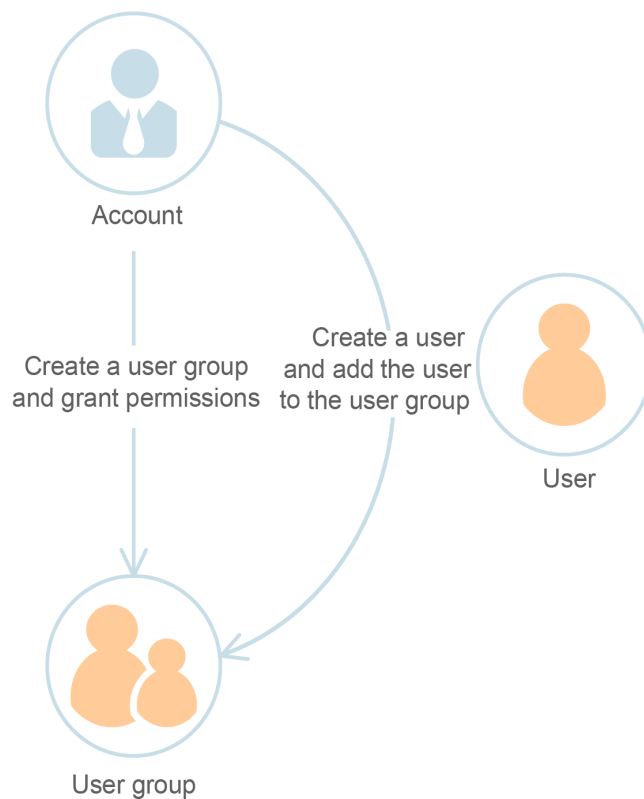 Account
Create a user group
and grant permissions
Create a user
and add the user
to the user group
User
User group